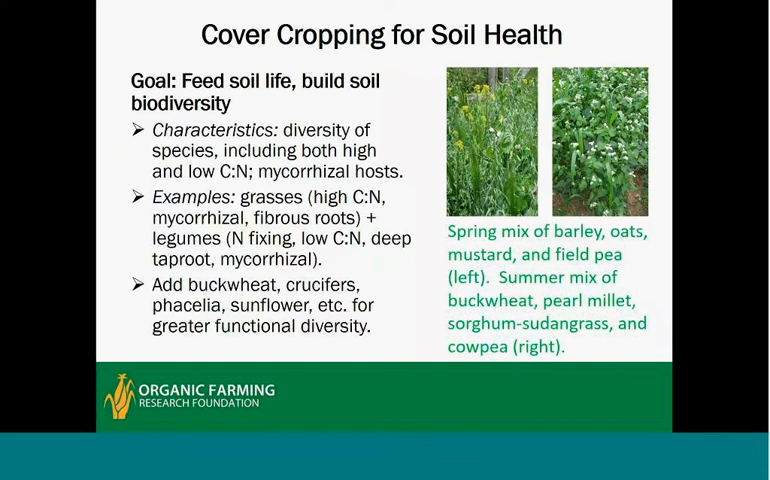 Cover Cropping for Soil Health
Goal: Feed soil life, build soil
biodiversity
➢ Characteristics: diversity of
species, including both high
and low C:N; mycorrhizal hosts.
➢ Examples: grasses (high C:N,
mycorrhizal, fibrous roots) +
legumes (N fixing, low C:N, deep
taproot, mycorrhizal).
➢ Add buckwheat, crucifers,
phacelia, sunflower, etc. for
greater functional diversity.
Spring mix of barley, oats,
mustard, and field pea
(left). Summer mix of
buckwheat, pearl millet,
sorghum-sudangrass, and
cowpea (right).
ORGANIC FARMING
RESEARCH FOUNDATION